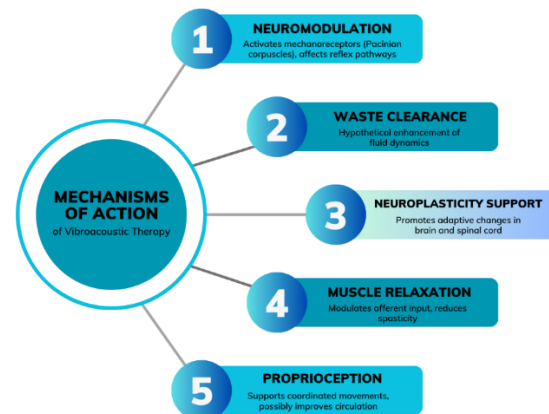 MECHANISMS
OF ACTION
of Vibroacoustic Therapy
1
NEUROMODULATION
Activates mechanoreceptors (Pacinian
corpuscles), affects reflex pathways
2
WASTE CLEARANCE
Hypothetical enhancement of
fluid dynamics
3
NEUROPLASTICITY SUPPORT
Promotes adaptive changes in
brain and spinal cord
4
MUSCLE RELAXATION
Modulates afferent input, reduces
spasticity
5
PROPRIOCEPTION
Supports coordinated movements,
possibly improves circulation